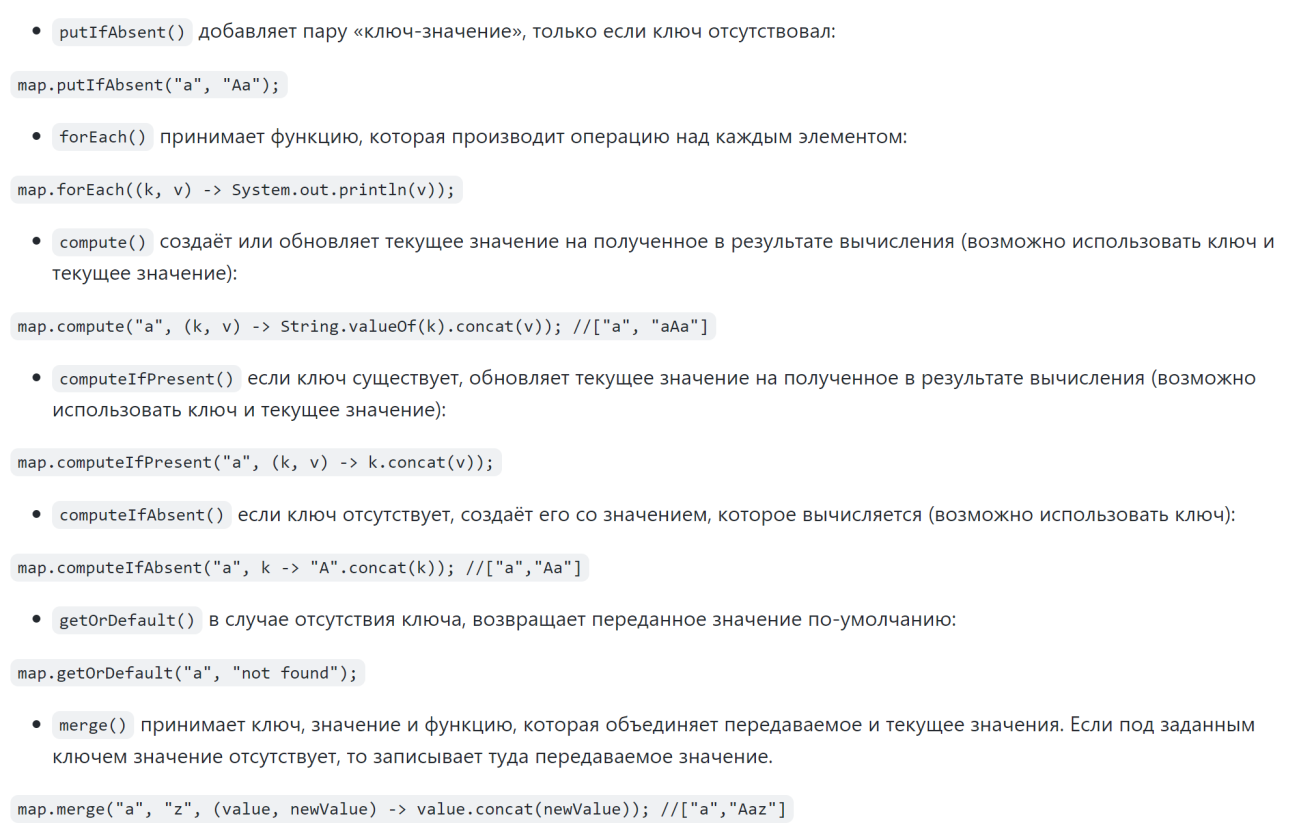 • putIfAbsent() добавляет пару «ключ-значение», только если ключ отсутствовал:
map.putIfAbsent("a", "Aa");
• forEach() принимает функцию, которая производит операцию над каждым элементом:
map.forEach((k, v) -> System.out.println(v));
• compute() создаёт или обновляет текущее значение на полученное в результате вычисления (возможно использовать ключ и
текущее значение):
map.compute("a", (k, v) -> String.valueOf(k).concat(v)); //["a", "aAa"]
• computeIfPresent() если ключ существует, обновляет текущее значение на полученное в результате вычисления (возможно
использовать ключ и текущее значение):
map.computeIfPresent("a", (k, v) -> k.concat(v));
• computeIfAbsent() если ключ отсутствует, создаёт его со значением, которое вычисляется (возможно использовать ключ):
map.computeIfAbsent("a", k -> "A".concat(k)); //["a","Aa"]
• getOrDefault() в случае отсутствия ключа, возвращает переданное значение по-умолчанию:
map.getOrDefault("a", "not found");
• merge() принимает ключ, значение и функцию, которая объединяет передаваемое и текущее значения. Если под заданным
ключем значение отсутствует, то записывает туда передаваемое значение.
map.merge("a", "z", (value, newValue) -> value.concat(newValue)); //["a","Aaz"]